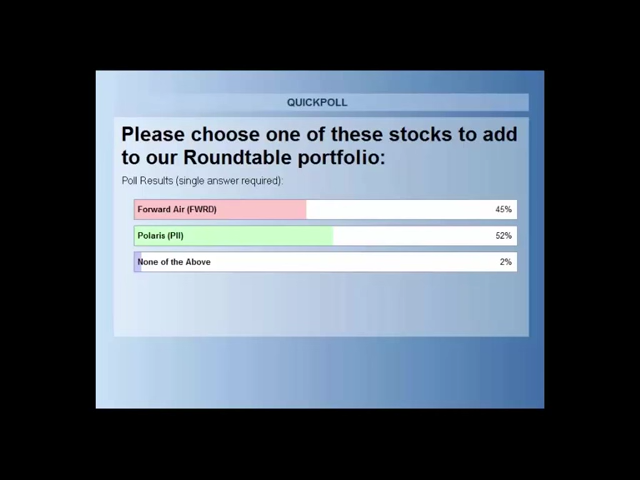 QUICKPOLL
Please choose one of these stocks to add
to our Roundtable portfolio:
Poll Results (single answer required):
Forward Air (FWRD) 45%
Polaris (PII) 52%
None of the Above 2%